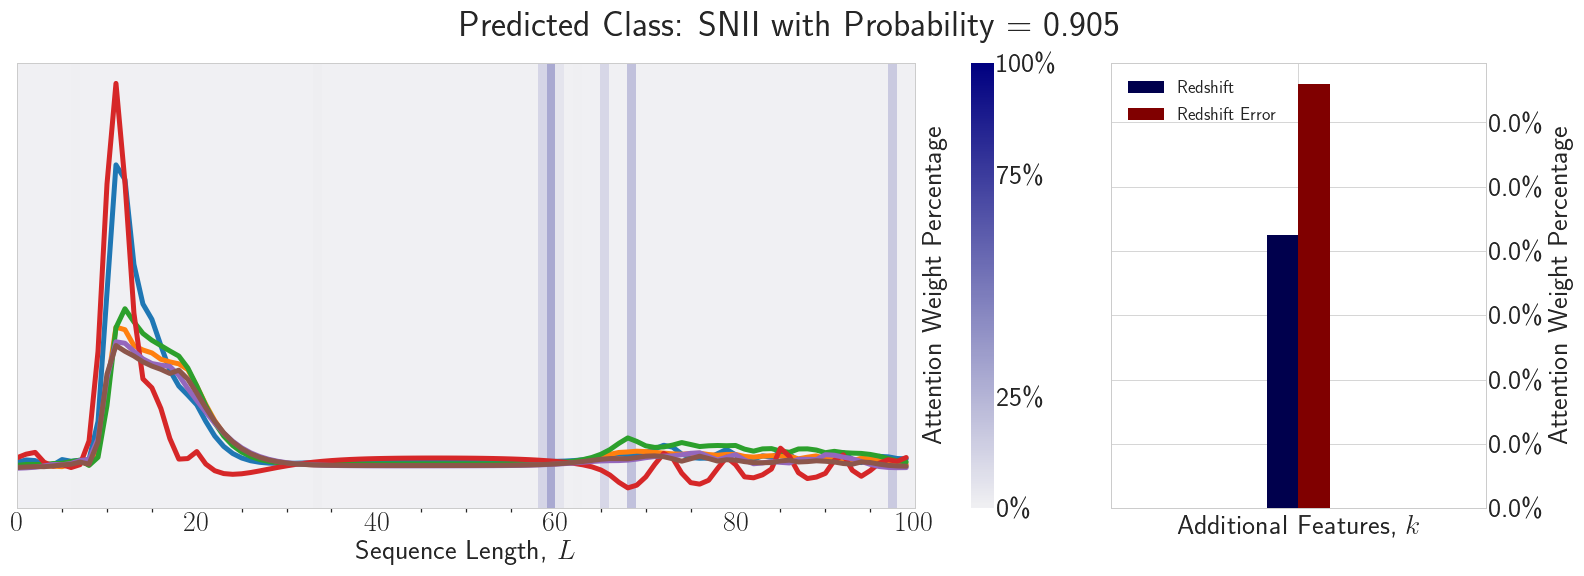 Predicted Class: SNII with Probability = 0.905
0
20
40
60
80
100
Sequence Length, L
100%
75%
25%
0%
Attention Weight Percentage
Redshift
Redshift Error
0.0%
0.0%
0.0%
0.0%
0.0%
0.0%
0.0%
Attention Weight Percentage
Additional Features, k